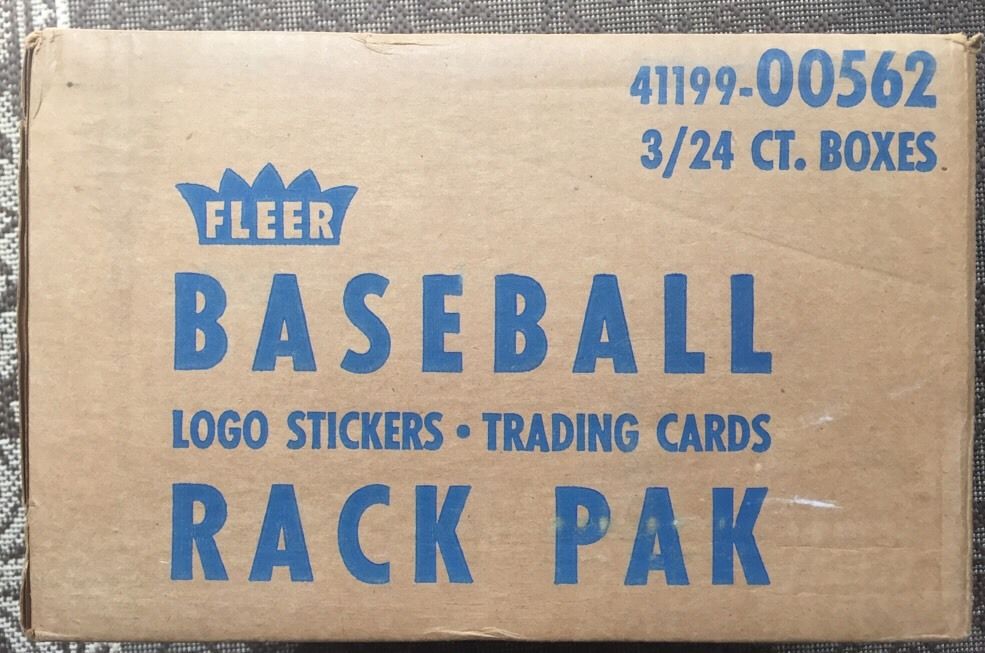 41199-00562
3/24 CT. BOXES
FLEER
BASEBALL
LOGO STICKERS • TRADING CARDS
RACK PAK